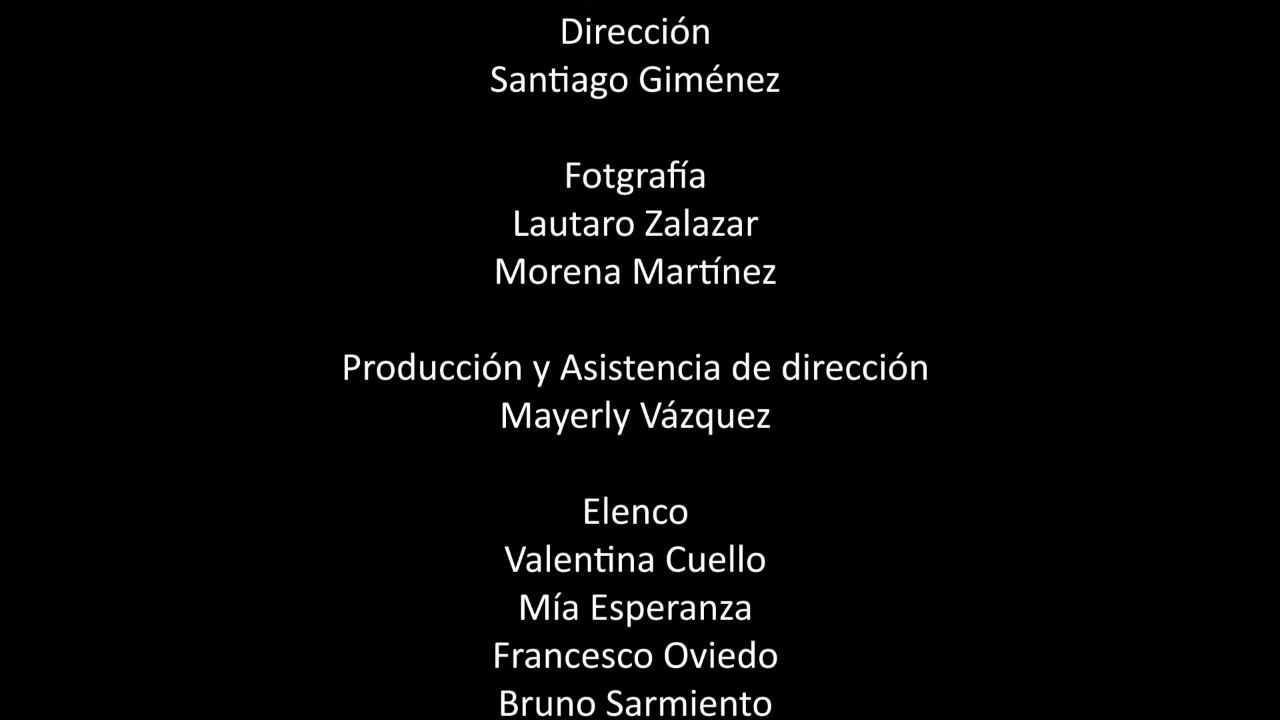 Dirección
Santiago Giménez
Fotgrafía
Lautaro Zalazar
Morena Martínez
Producción y Asistencia de dirección
Mayerly Vázquez
Elenco
Valentina Cuello
Mía Esperanza
Francesco Oviedo
Bruno Sarmiento